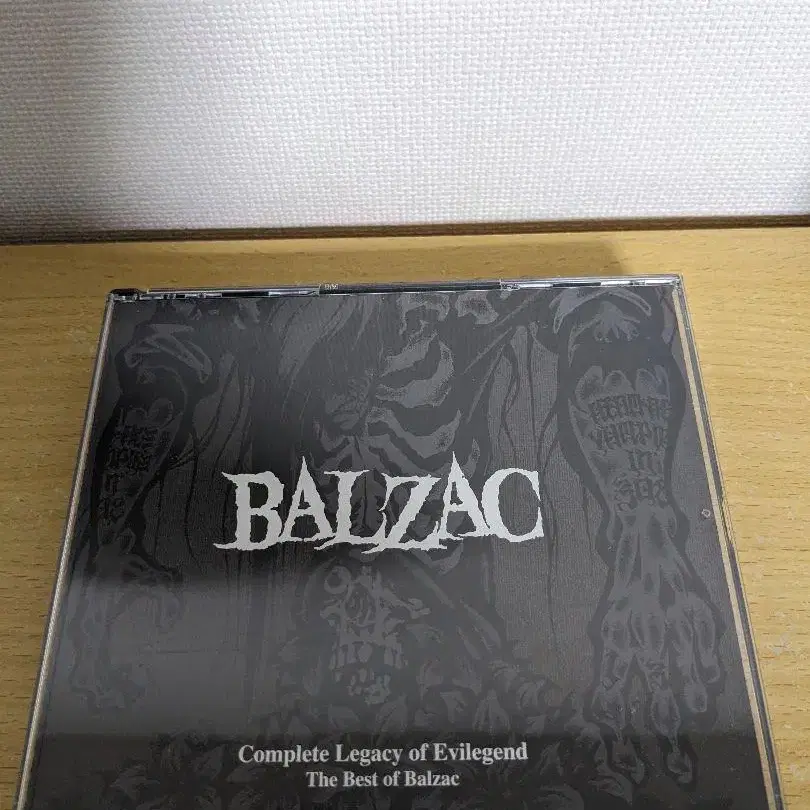 BALZAC
Complete Legacy of Evilegend
The Best of Balzac